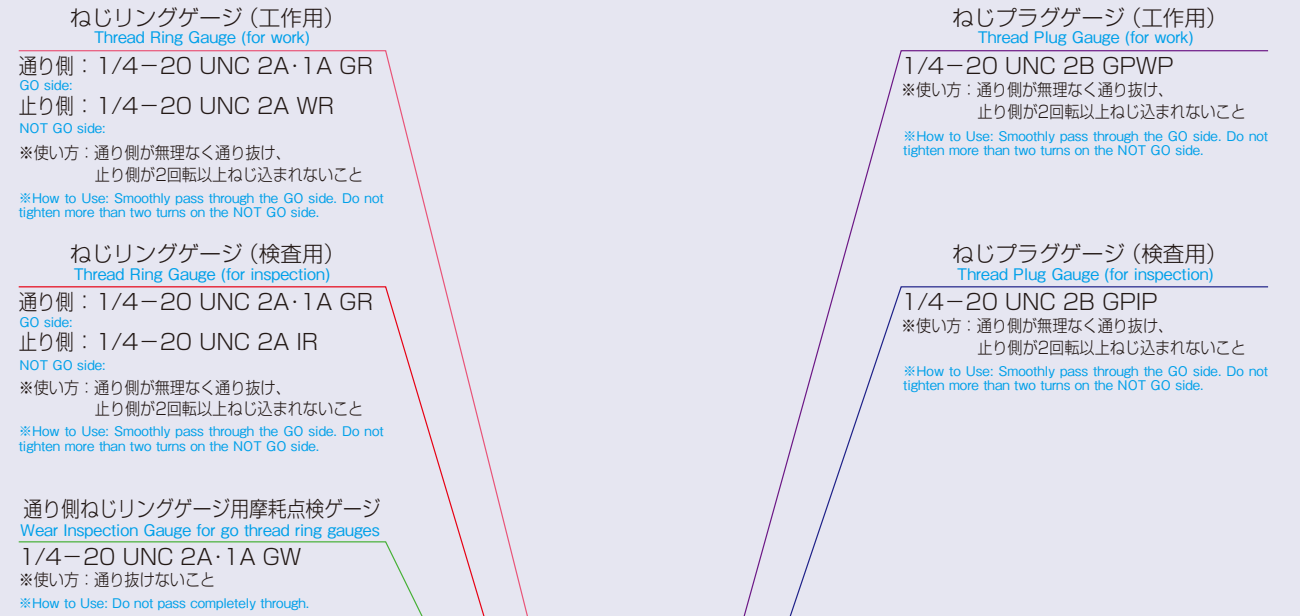 ねじリングゲージ（工作用）
Thread Ring Gauge (for work)
通り側：1/4－20 UNC 2A・1A GR
GO side:
止り側：1/4－20 UNC 2A WR
NOT GO side:
※使い方：通り側が無理なく通り抜け、
止り側が2回転以上ねじ込まれないこと
※How to Use: Smoothly pass through the GO side. Do not
tighten more than two turns on the NOT GO side.
ねじリングゲージ（検査用）
Thread Ring Gauge (for inspection)
通り側：1/4－20 UNC 2A・1A GR
GO side:
止り側：1/4－20 UNC 2A IR
NOT GO side:
※使い方：通り側が無理なく通り抜け、
止り側が2回転以上ねじ込まれないこと
※How to Use: Smoothly pass through the GO side. Do not
tighten more than two turns on the NOT GO side.
通り側ねじリングゲージ用摩耗点検ゲージ
Wear Inspection Gauge for go thread ring gauges
1/4－20 UNC 2A・1A GW
※使い方：通り抜けないこと
※How to Use: Do not pass completely through.
ねじプラグゲージ（工作用）
Thread Plug Gauge (for work)
1/4－20 UNC 2B GPWP
※使い方：通り側が無理なく通り抜け、
止り側が2回転以上ねじ込まれないこと
※How to Use: Smoothly pass through the GO side. Do not
tighten more than two turns on the NOT GO side.
ねじプラグゲージ（検査用）
Thread Plug Gauge (for inspection)
1/4－20 UNC 2B GPIP
※使い方：通り側が無理なく通り抜け、
止り側が2回転以上ねじ込まれないこと
※How to Use: Smoothly pass through the GO side. Do not
tighten more than two turns on the NOT GO side.